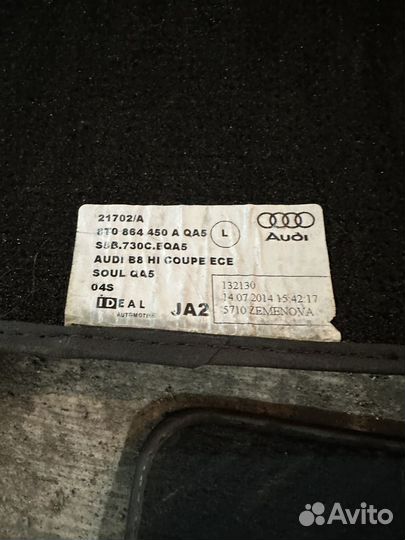 21702/A
8T0 864 450 A QA5 L
S5B.730C.EQA5
AUDI B8 HI COUPE ECE
SOUL QA5
04S
IDEAL
AUTOMOTIVE
JA2
Audi
132130
14.07.2014 15:42:17
5710 ZEMENOVA
Avito